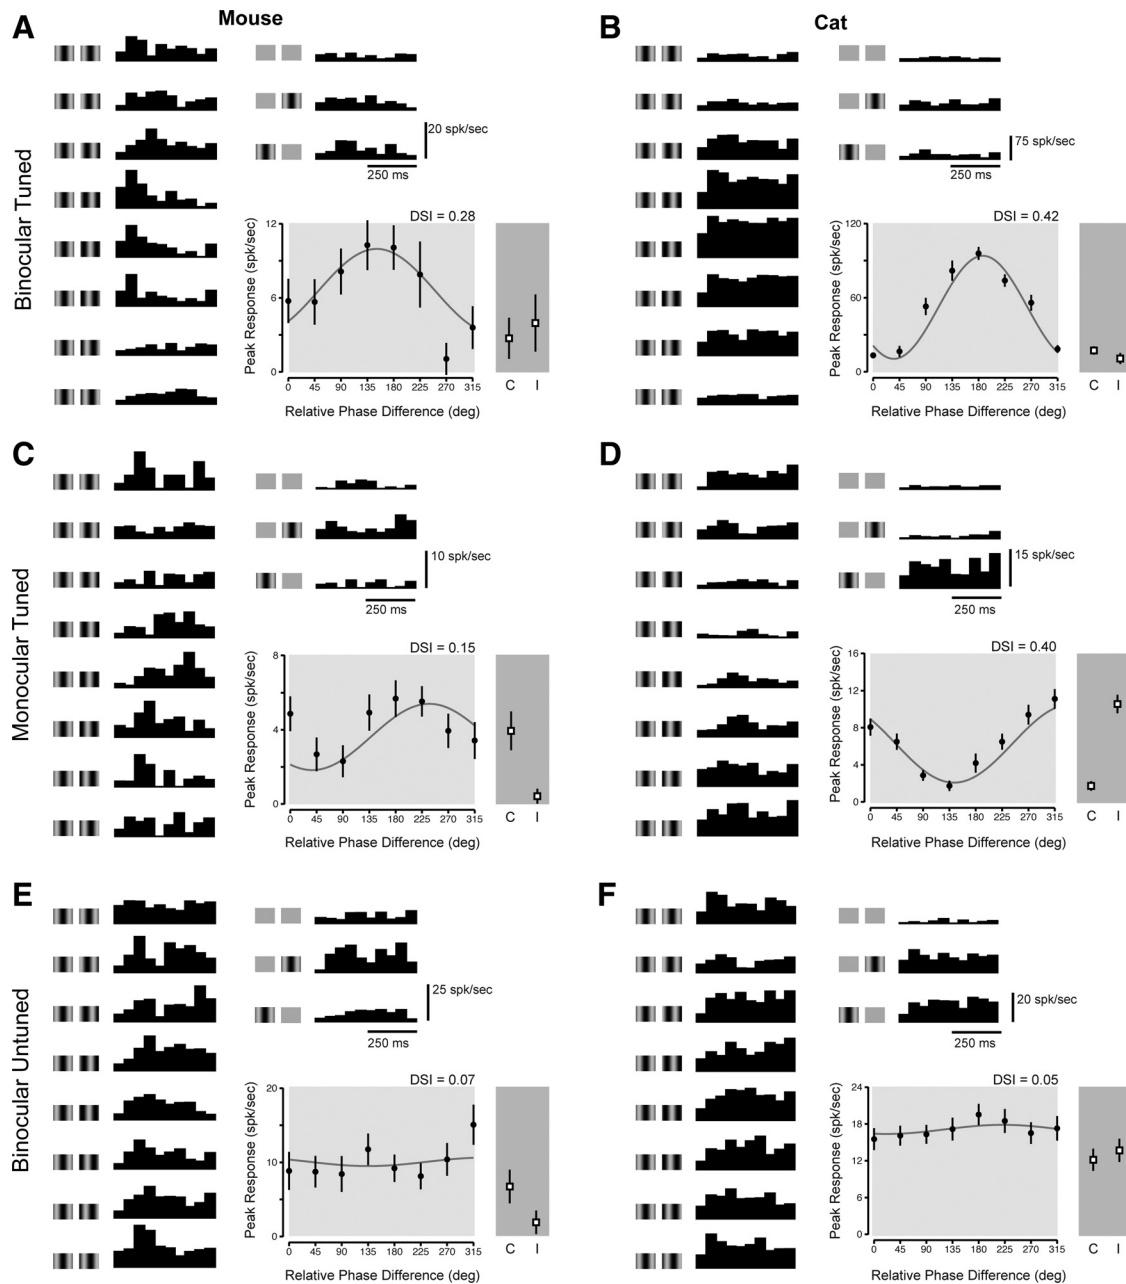 Mouse
Cat
A
20 spk/sec
250 ms
Binocular Tuned
DSI = 0.28
Peak Response (spk/sec)
12
6
0
0 45 90 135 180 225 270 315
C I
Relative Phase Difference (deg)
B
75 spk/sec
250 ms
DSI = 0.42
Peak Response (spk/sec)
120
60
0
0 45 90 135 180 225 270 315
C I
Relative Phase Difference (deg)
C
10 spk/sec
250 ms
Monocular Tuned
DSI = 0.15
Peak Response (spk/sec)
8
4
0
0 45 90 135 180 225 270 315
C I
Relative Phase Difference (deg)
D
15 spk/sec
250 ms
DSI = 0.40
Peak Response (spk/sec)
16
12
8
4
0
0 45 90 135 180 225 270 315
C I
Relative Phase Difference (deg)
E
25 spk/sec
250 ms
Binocular Untuned
DSI = 0.07
Peak Response (spk/sec)
20
10
0
0 45 90 135 180 225 270 315
C I
Relative Phase Difference (deg)
F
20 spk/sec
250 ms
DSI = 0.05
Peak Response (spk/sec)
24
18
12
6
0
0 45 90 135 180 225 270 315
C I
Relative Phase Difference (deg)